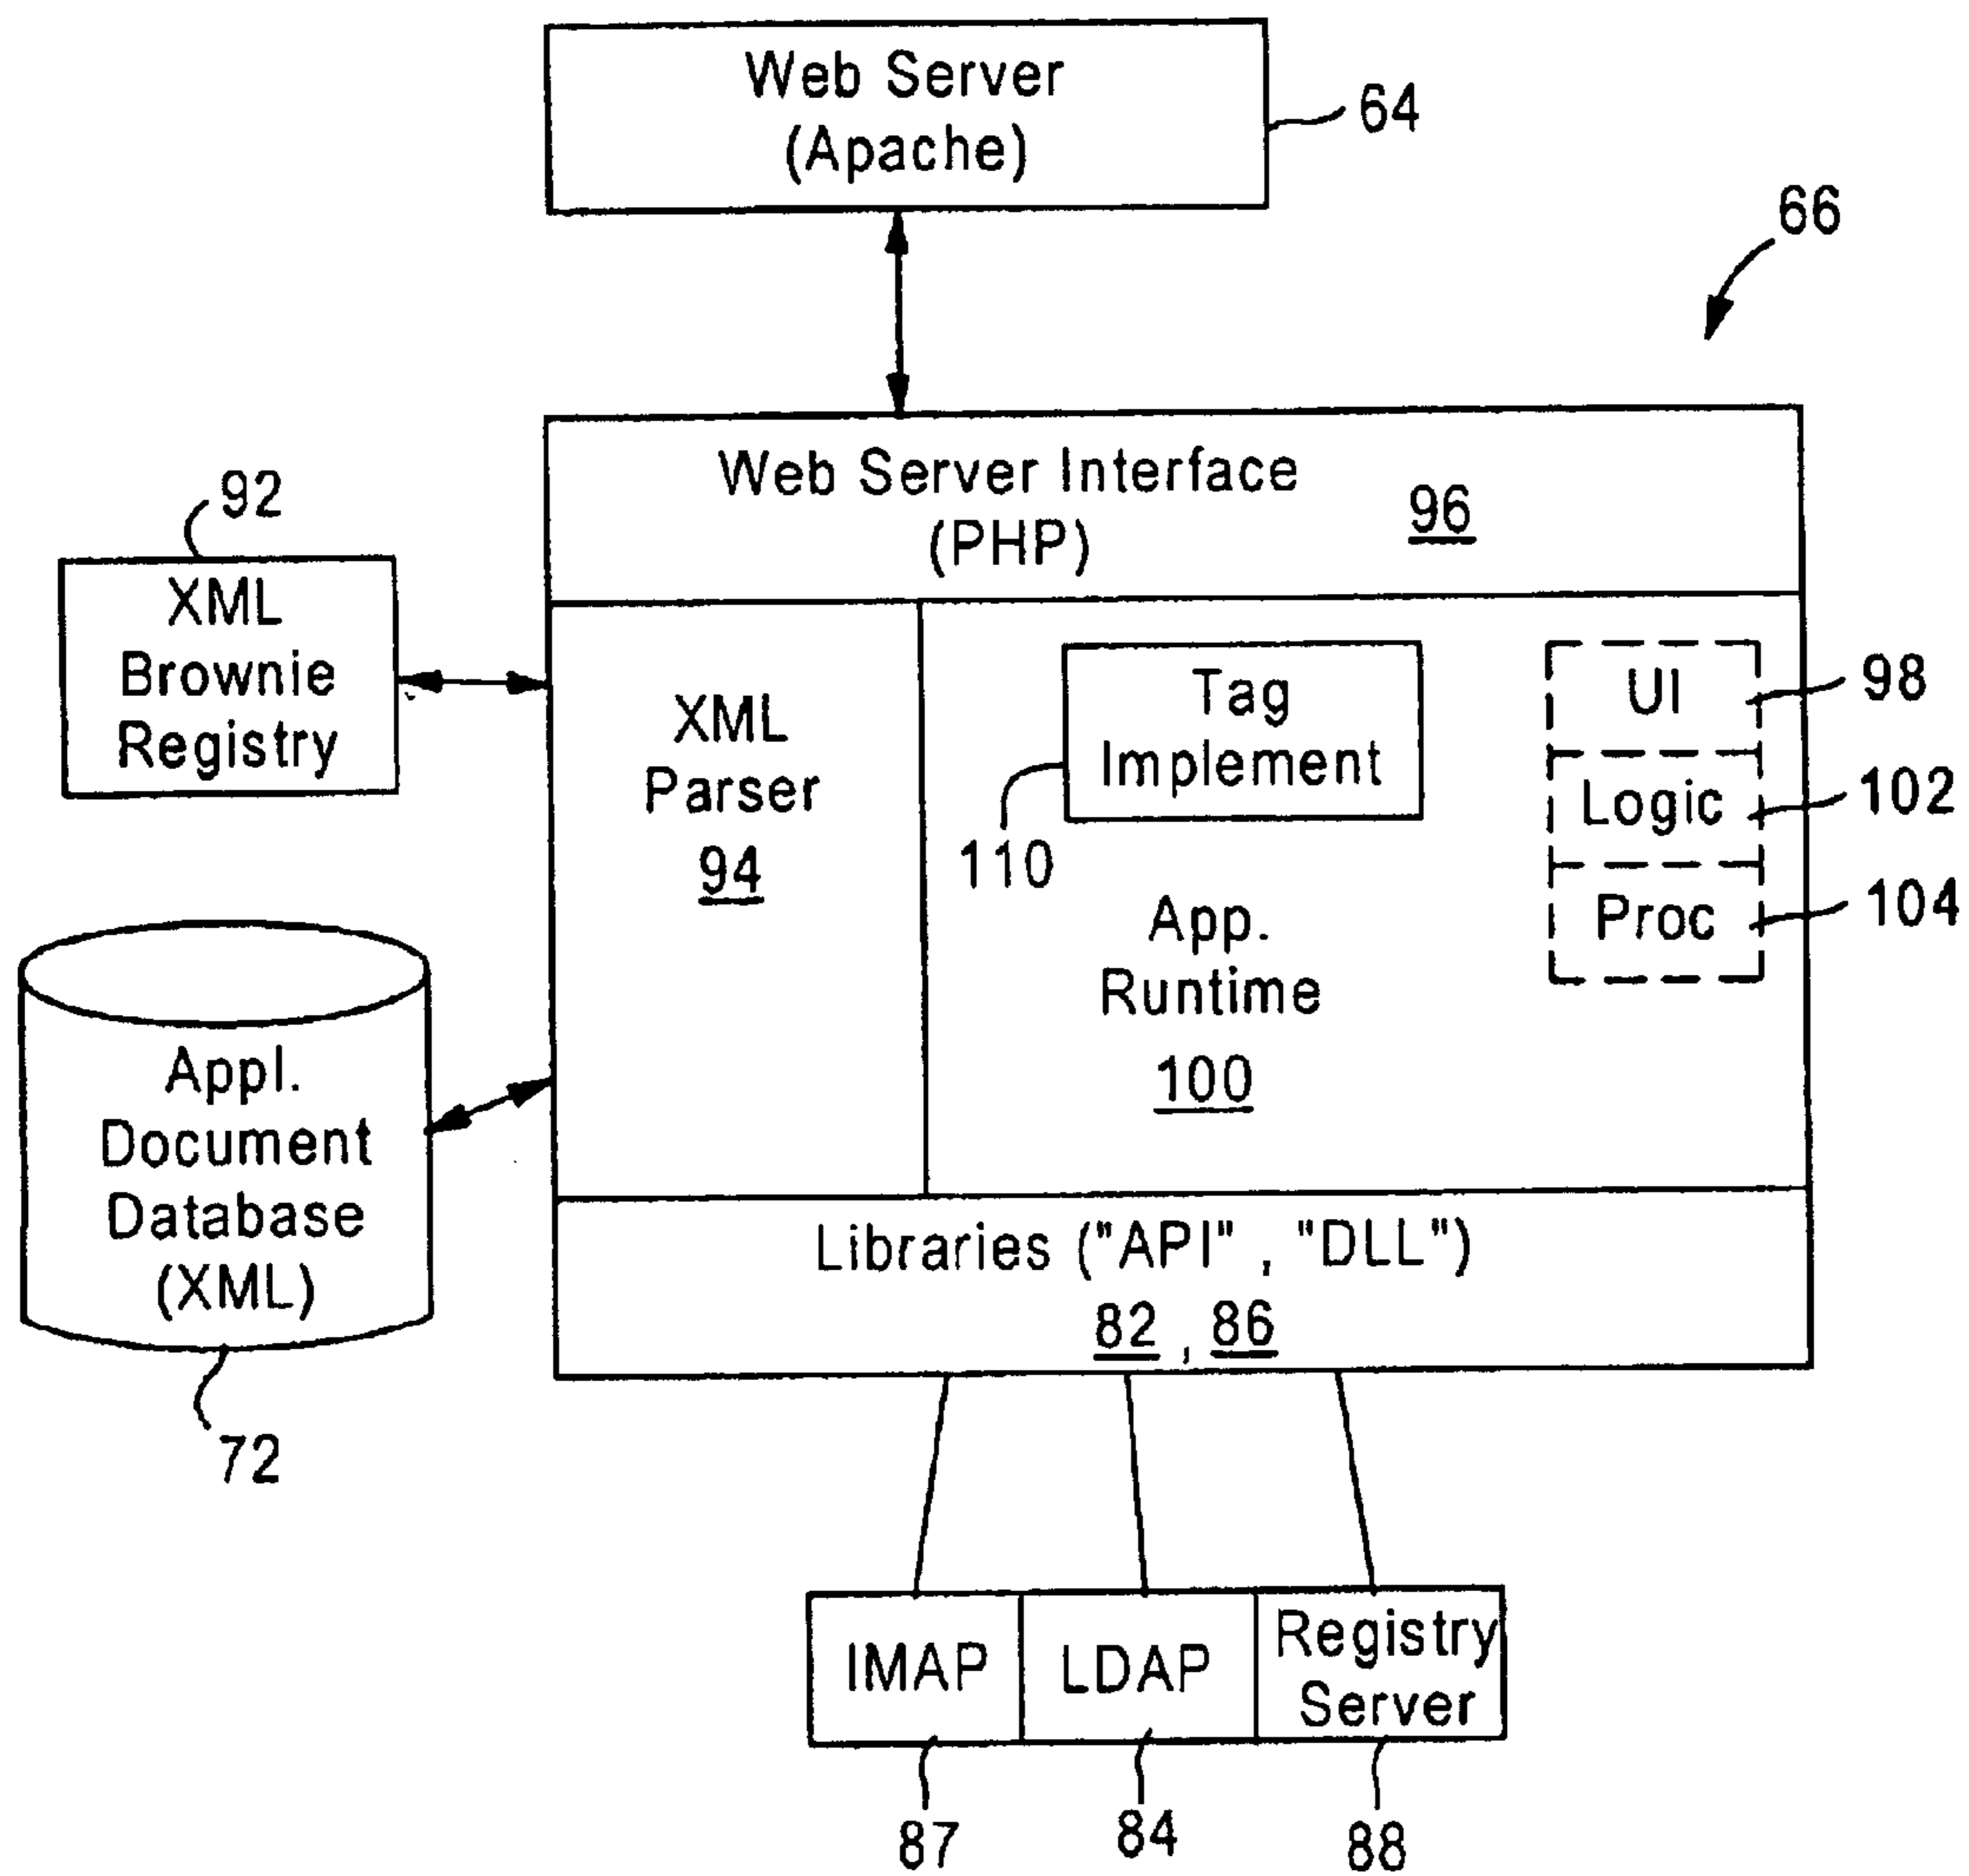 Web Server
(Apache)
64
66
Web Server Interface
(PHP)
96
92
XML
Brownie
Registry
XML
Parser
94
Tag
Implement
110
UI
98
Logic
102
Proc
104
App.
Runtime
100
Appl.
Document
Database
(XML)
72
Libraries ("API" , "DLL")
82 , 86
IMAP
LDAP
Registry
Server
87
84
88